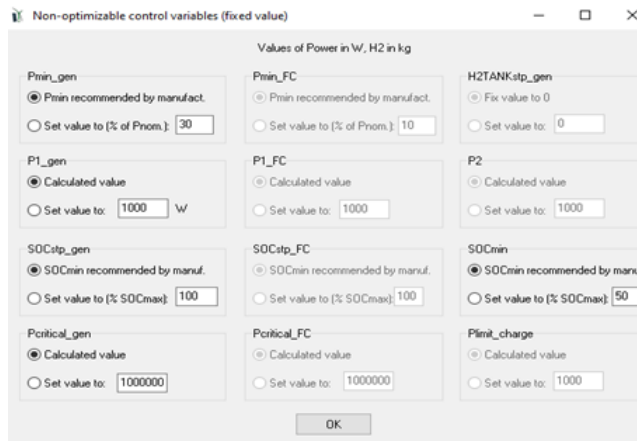 Non-optimizable control variables (fixed value)
Values of Power in W, H2 in kg
Pmin_gen
Pmin recommended by manufact.
Set value to (% of Pnom.): 30
Pmin_FC
Pmin recommended by manufact.
Set value to (% of Pnom.): 10
H2TANKstp_gen
Fix value to 0
Set value to: 0
P1_gen
Calculated value
Set value to: 1000 W
P1_FC
Calculated value
Set value to: 1000
P2
Calculated value
Set value to: 1000
SOCstp_gen
SOCmin recommended by manuf.
Set value to (% SOCmax): 100
SOCstp_FC
SOCmin recommended by manuf.
Set value to (% SOCmax): 100
SOCmin
SOCmin recommended by manu
Set value to (% SOCmax): 50
Pcritical_gen
Calculated value
Set value to: 1000000
Pcritical_FC
Calculated value
Set value to: 1000000
Plimit_charge
Calculated value
Set value to: 1000
OK